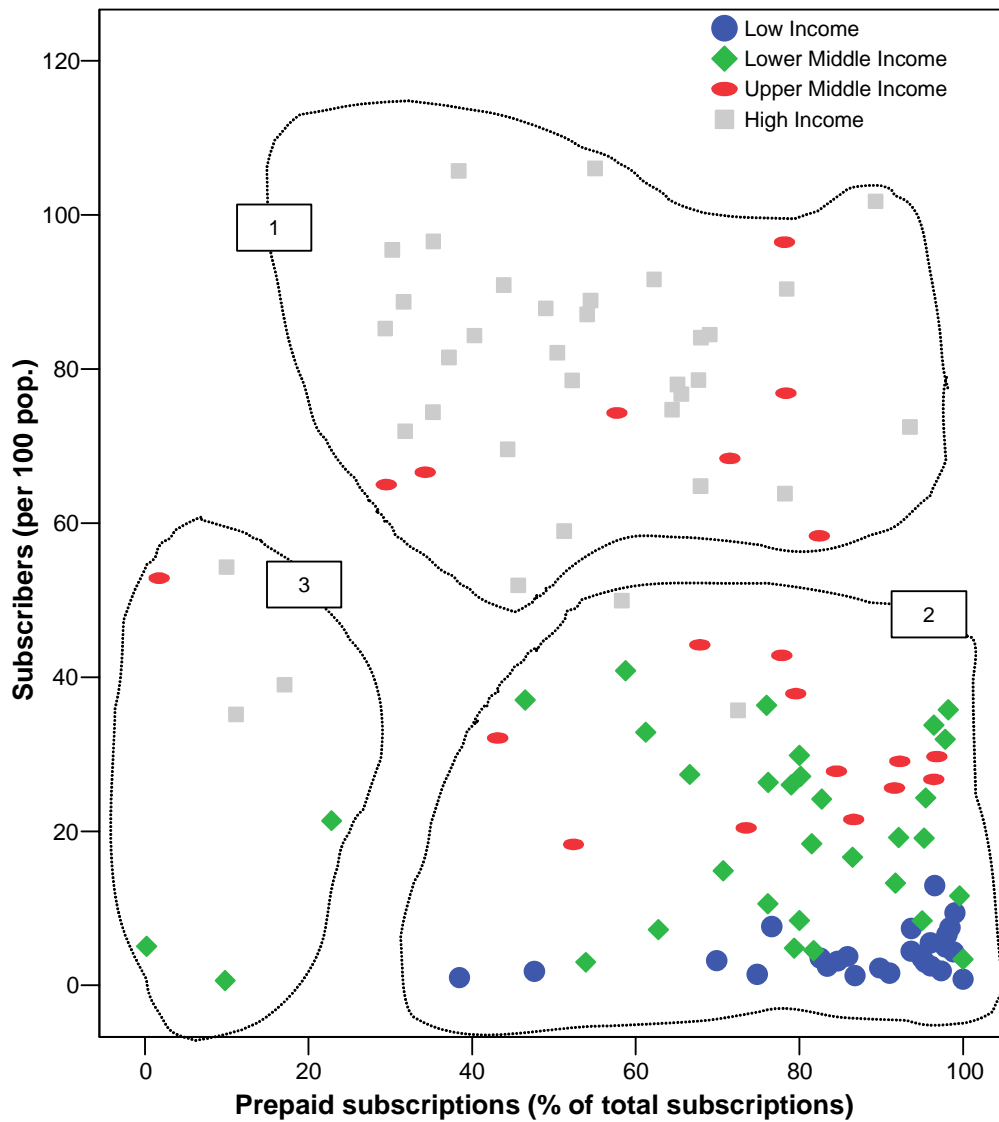 Low Income
Lower Middle Income
Upper Middle Income
High Income
120
100
80
60
40
20
0
1
3
2
Subscribers (per 100 pop.)
0 20 40 60 80 100
Prepaid subscriptions (% of total subscriptions)